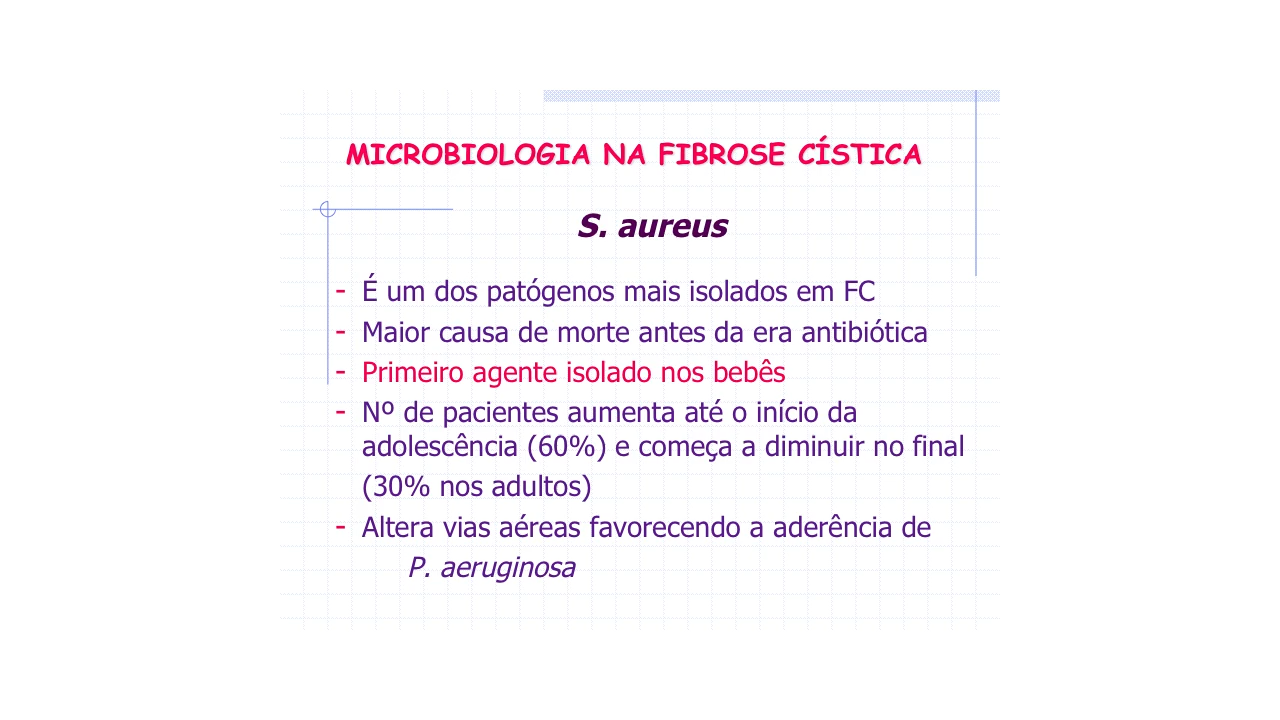 MICROBIOLOGIA NA FIBROSE CÍSTICA
S. aureus
- É um dos patógenos mais isolados em FC
- Maior causa de morte antes da era antibiótica
- Primeiro agente isolado nos bebês
- Nº de pacientes aumenta até o início da
adolescência (60%) e começa a diminuir no final
(30% nos adultos)
- Altera vias aéreas favorecendo a aderência de
P. aeruginosa